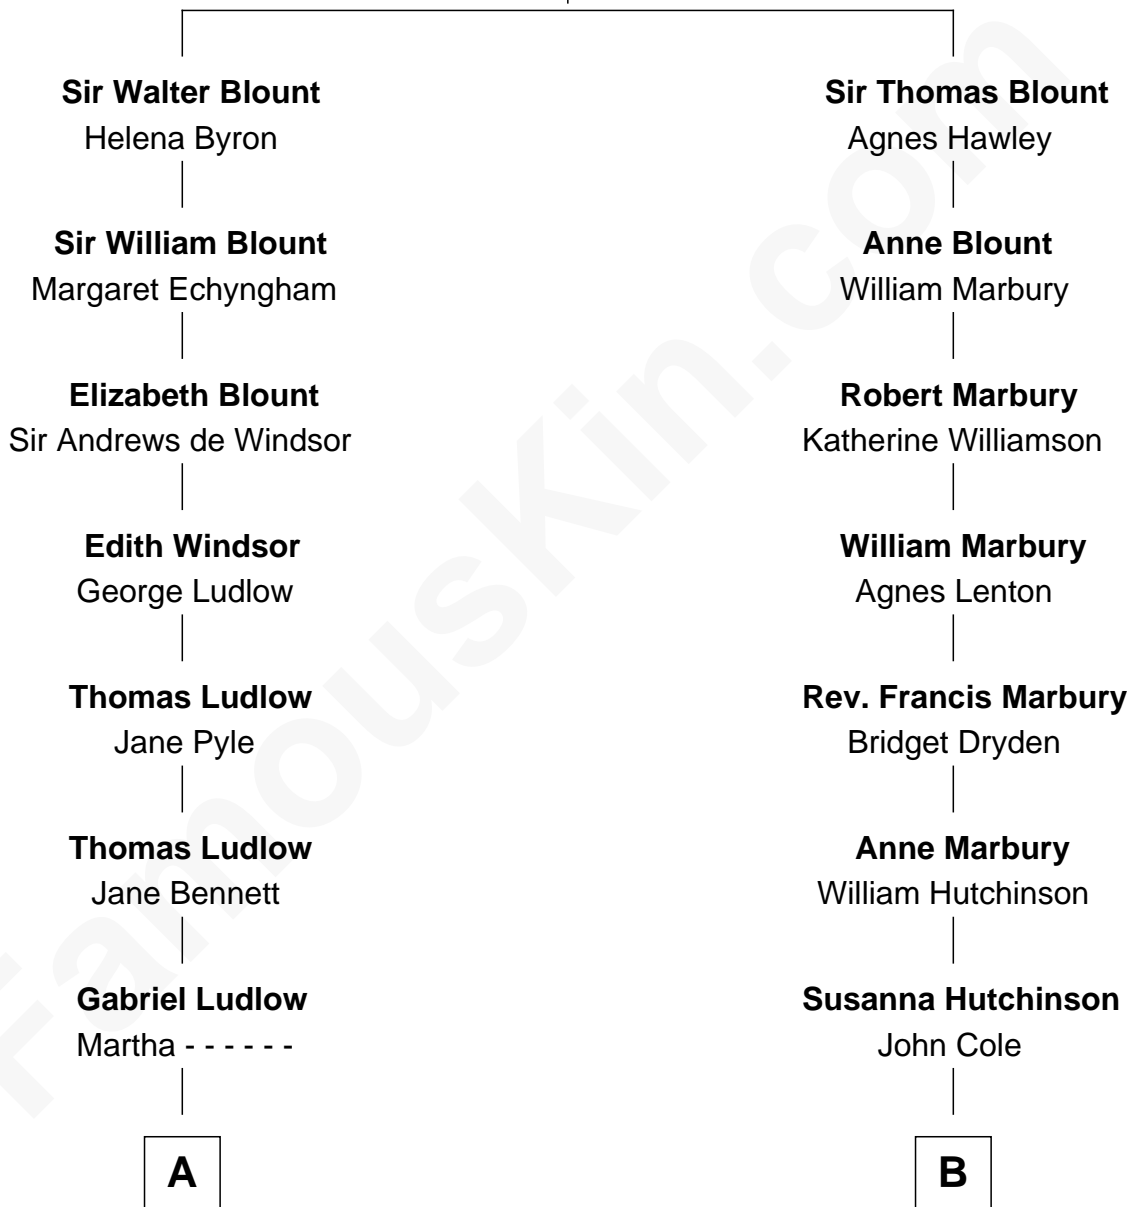 Sir Walter Blount
Helena Byron
Sir William Blount
Margaret Echyngham
Elizabeth Blount
Sir Andrews de Windsor
Edith Windsor
George Ludlow
Thomas Ludlow
Jane Pyle
Thomas Ludlow
Jane Bennett
Gabriel Ludlow
Martha - - - - - -
A
Sir Thomas Blount
Agnes Hawley
Anne Blount
William Marbury
Robert Marbury
Katherine Williamson
William Marbury
Agnes Lenton
Rev. Francis Marbury
Bridget Dryden
Anne Marbury
William Hutchinson
Susanna Hutchinson
John Cole
B
FamousKin.com